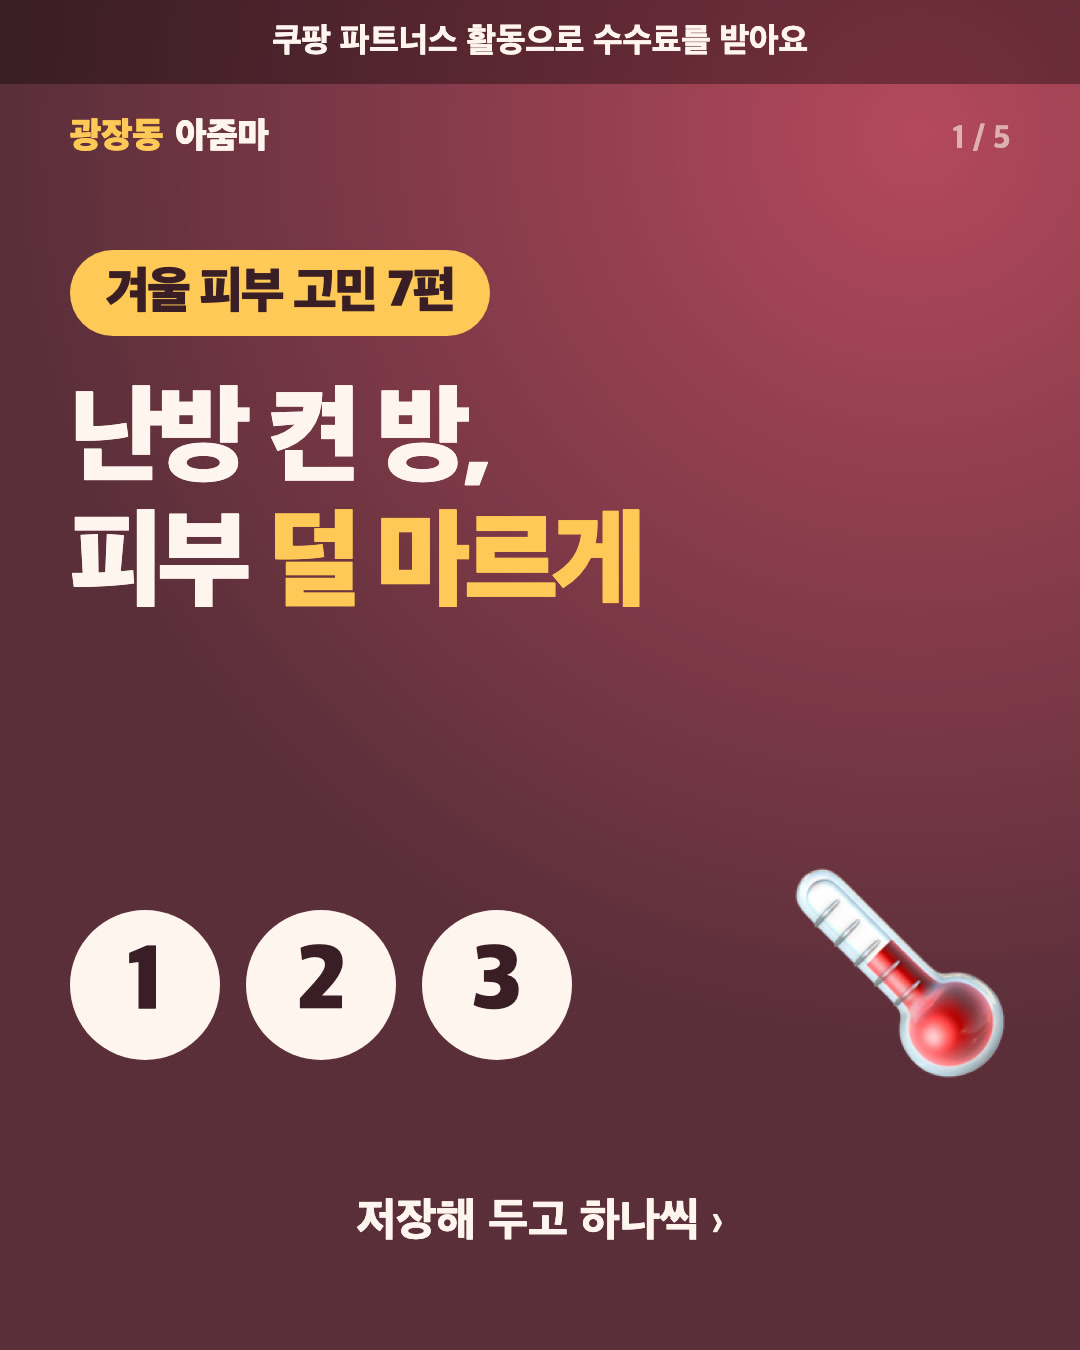 쿠팡 파트너스 활동으로 수수료를 받아요
광장동 아줌마
1 / 5
겨울 피부 고민 7편
난방 켠 방,
피부 덜 마르게
1 2 3
저장해 두고 하나씩 ›